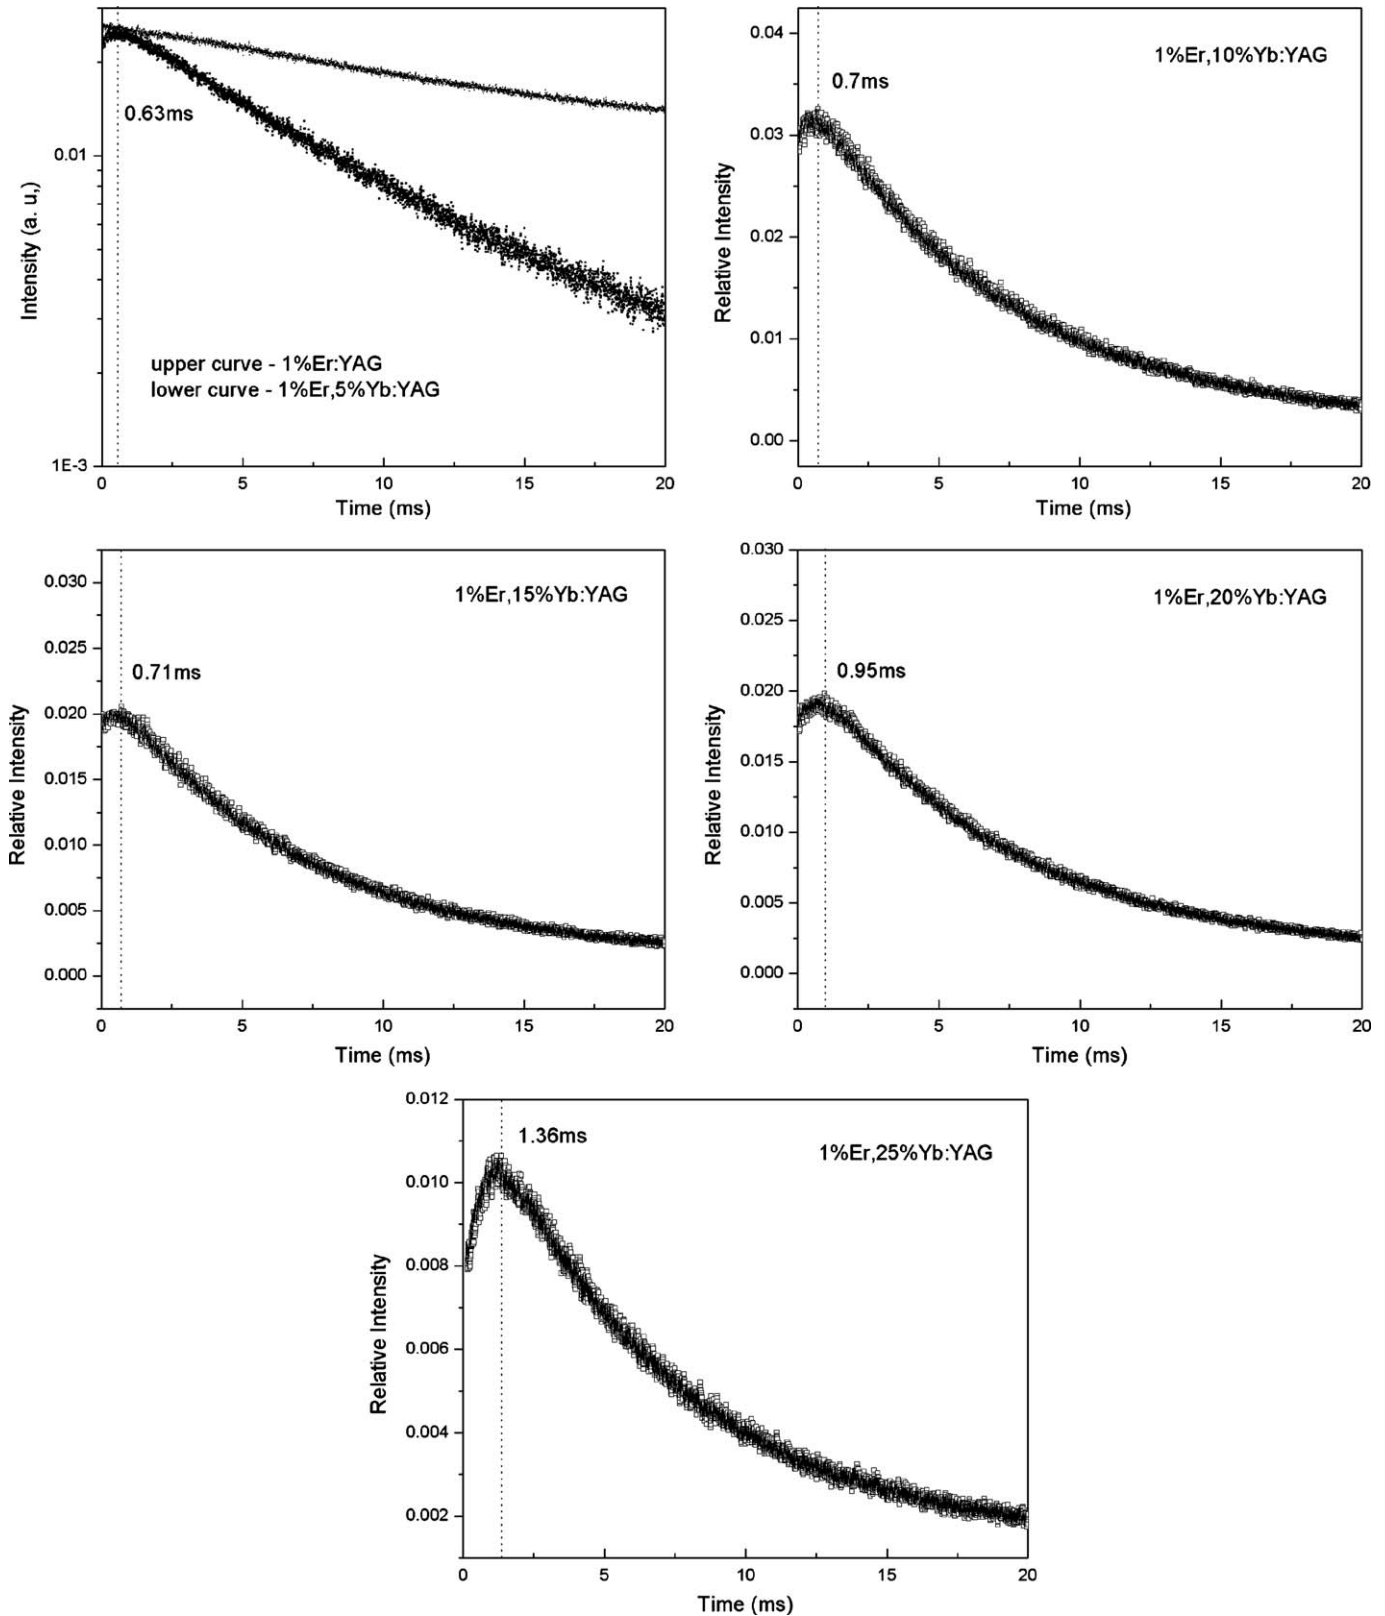 0.63ms
0.01
1E-3
Intensity (a. u,)
upper curve - 1%Er:YAG
lower curve - 1%Er,5%Yb:YAG
0 5 10 15 20
Time (ms)
1%Er,10%Yb:YAG
0.7ms
0.04
0.03
0.02
0.01
0.00
Relative Intensity
0 5 10 15 20
Time (ms)
1%Er,15%Yb:YAG
0.71ms
0.030
0.025
0.020
0.015
0.010
0.005
0.000
Relative Intensity
0 5 10 15 20
Time (ms)
1%Er,20%Yb:YAG
0.95ms
0.030
0.025
0.020
0.015
0.010
0.005
0.000
Relative Intensity
0 5 10 15 20
Time (ms)
1%Er,25%Yb:YAG
1.36ms
0.012
0.010
0.008
0.006
0.004
0.002
Relative Intensity
0 5 10 15 20
Time (ms)